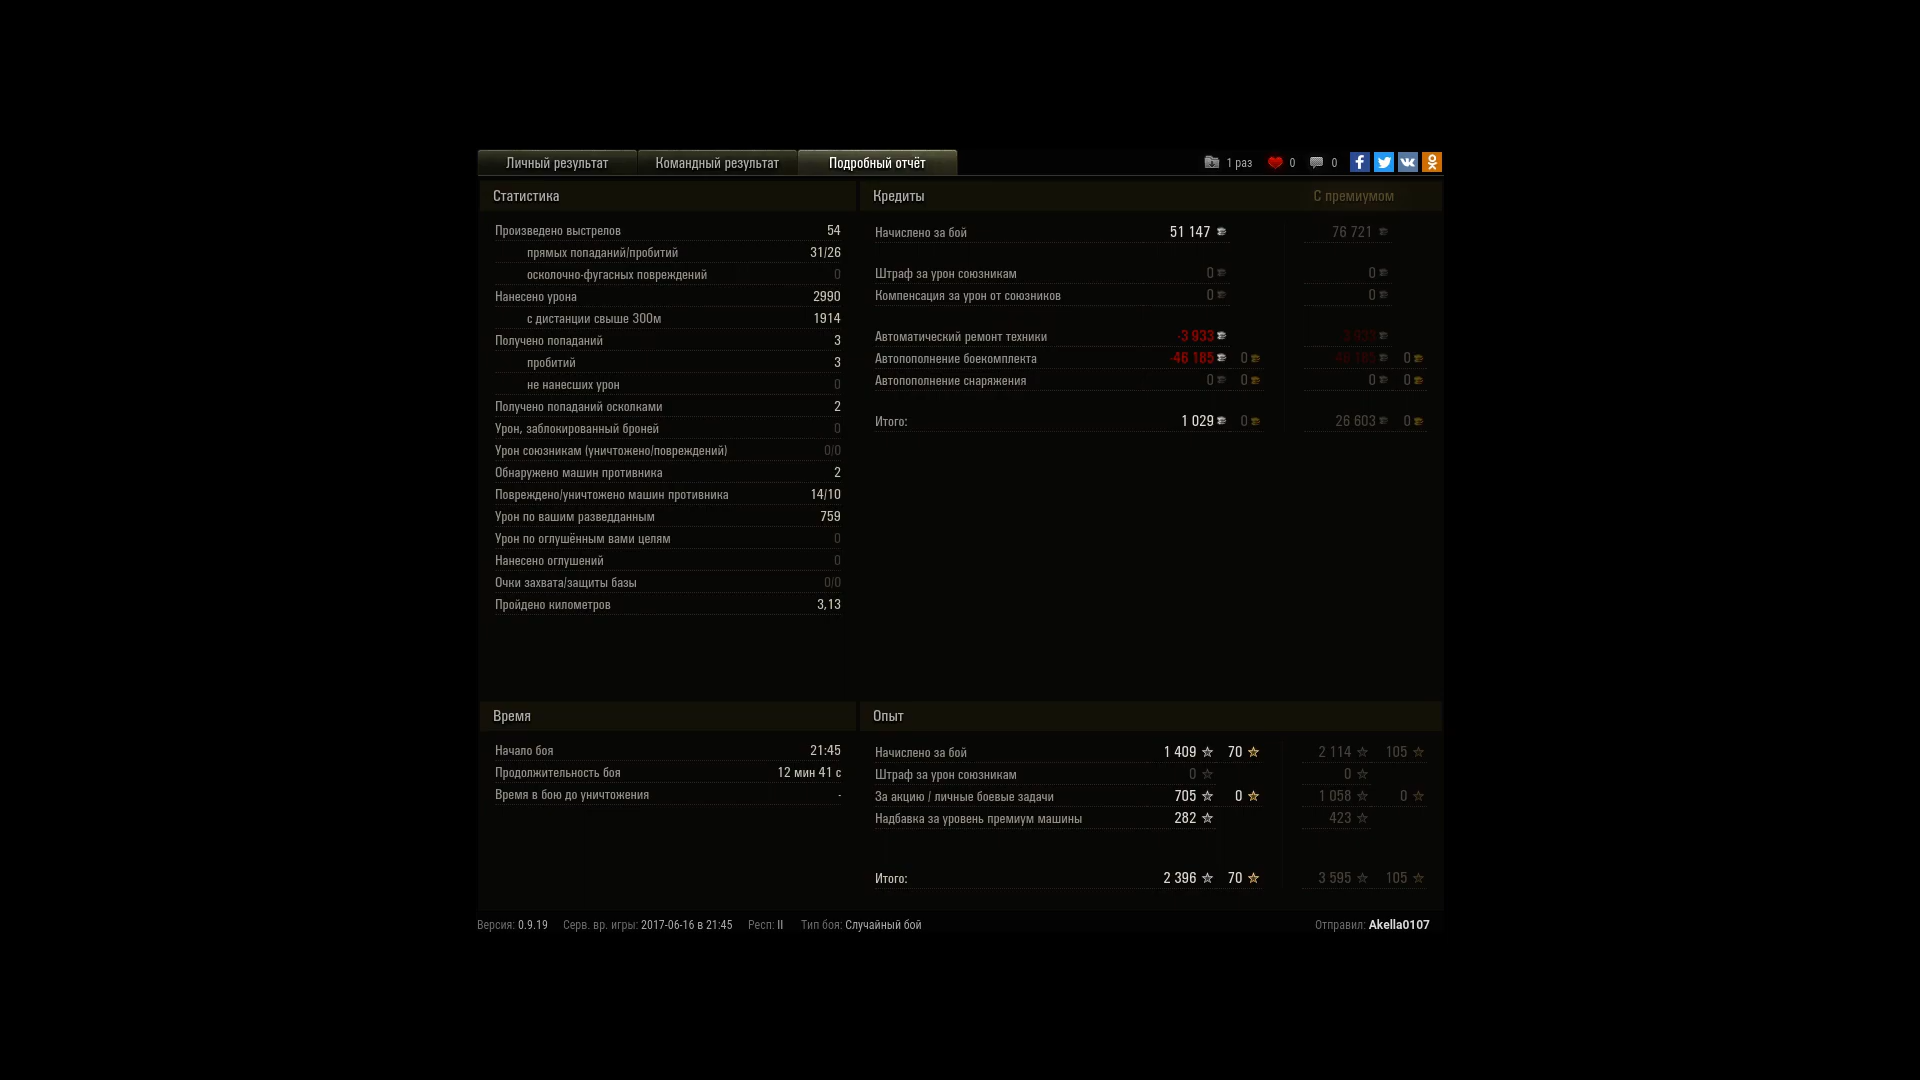 Личный результат Командный результат Подробный отчёт 1 раз 0 0
Статистика
Произведено выстрелов 54
прямых попаданий/пробитий 31/26
осколочно-фугасных повреждений 0
Нанесено урона 2990
с дистанции свыше 300м 1914
Получено попаданий 3
пробитий 3
не нанесших урон 0
Получено попаданий осколками 2
Урон, заблокированный броней 0
Урон союзникам (уничтожено/повреждений) 0/0
Обнаружено машин противника 2
Повреждено/уничтожено машин противника 14/10
Урон по вашим разведданным 759
Урон по оглушённым вами целям 0
Нанесено оглушений 0
Очки захвата/защиты базы 0/0
Пройдено километров 3,13
Кредиты С премиумом
Начислено за бой 51 147 76 721
Штраф за урон союзникам 0 0
Компенсация за урон от союзников 0 0
Автоматический ремонт техники -3 933 -3 933
Автопополнение боекомплекта -46 185 0 -46 185 0
Автопополнение снаряжения 0 0 0 0
Итого: 1 029 0 26 603 0
Время
Начало боя 21:45
Продолжительность боя 12 мин 41 с
Время в бою до уничтожения -
Опыт
Начислено за бой 1 409 70 2 114 105
Штраф за урон союзникам 0 0
За акцию / личные боевые задачи 705 0 1 058 0
Надбавка за уровень премиум машины 282 423
Итого: 2 396 70 3 595 105
Версия: 0.9.19 Серв. вр. игры: 2017-06-16 в 21:45 Респ: II Тип боя: Случайный бой Отправил: Akella0107